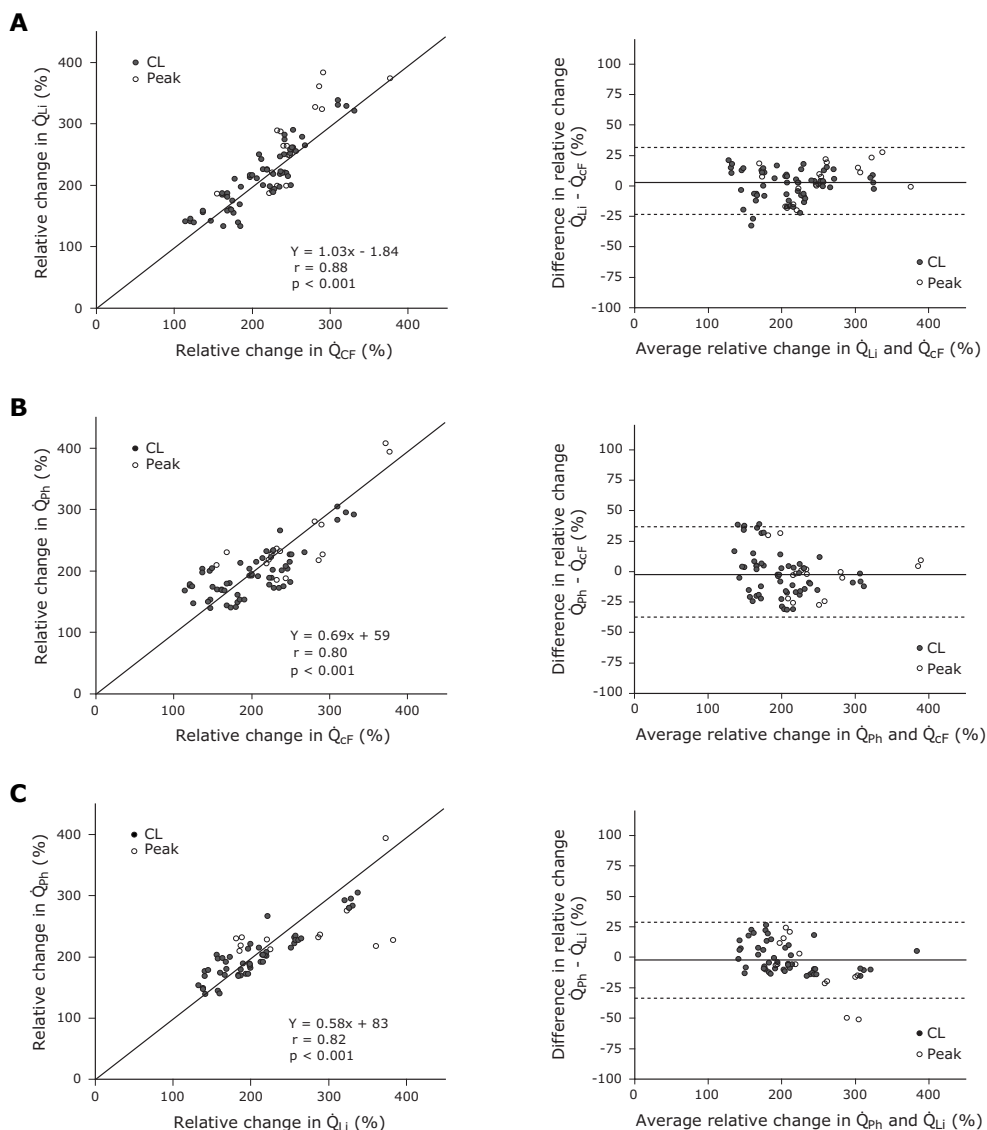 A
Relative change in Q̇Li (%)
400
300
200
100
0
CL
Peak
Y = 1.03x - 1.84
r = 0.88
p < 0.001
0 100 200 300 400
Relative change in Q̇CF (%)
Difference in relative change
Q̇Li - Q̇cF (%)
100
75
50
25
0
-25
-50
-75
-100
CL
Peak
0 100 200 300 400
Average relative change in Q̇Li and Q̇cF (%)
B
Relative change in Q̇Ph (%)
400
300
200
100
0
CL
Peak
Y = 0.69x + 59
r = 0.80
p < 0.001
0 100 200 300 400
Relative change in Q̇cF (%)
Difference in relative change
Q̇Ph - Q̇cF (%)
100
75
50
25
0
-25
-50
-75
-100
CL
Peak
0 100 200 300 400
Average relative change in Q̇Ph and Q̇cF (%)
C
Relative change in Q̇Ph (%)
400
300
200
100
0
CL
Peak
Y = 0.58x + 83
r = 0.82
p < 0.001
0 100 200 300 400
Relative change in Q̇Li (%)
Difference in relative change
Q̇Ph - Q̇Li (%)
100
75
50
25
0
-25
-50
-75
-100
CL
Peak
0 100 200 300 400
Average relative change in Q̇Ph and Q̇Li (%)